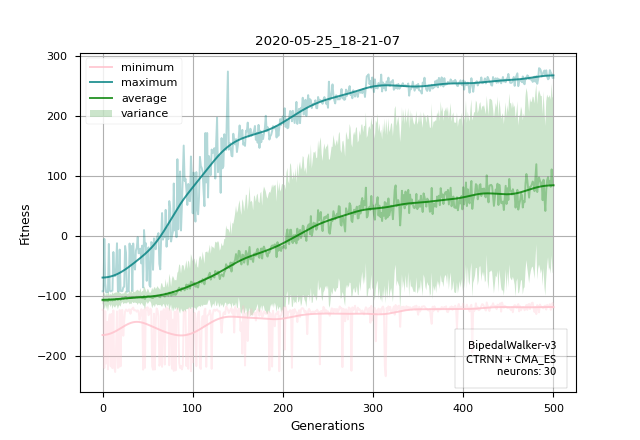 2020-05-25_18-21-07
300
200
100
0
−100
−200
Fitness
minimum
maximum
average
variance
BipedalWalker-v3
CTRNN + CMA_ES
neurons: 30
0
100
200
300
400
500
Generations